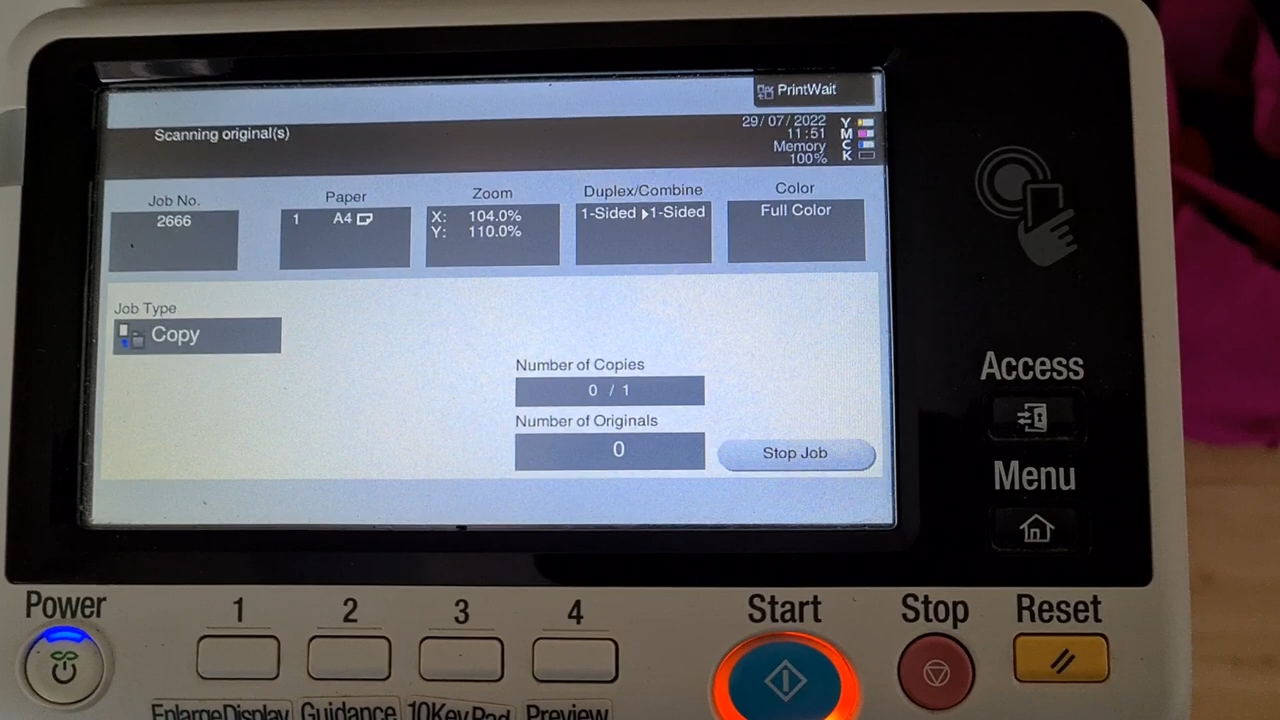 PrintWait
Scanning original(s)
29/07/2022
11:51
Memory
100%
Y
M
C
K
Job No.
2666
Paper
1 A4
Zoom
X: 104.0%
Y: 110.0%
Duplex/Combine
1-Sided ▶1-Sided
Color
Full Color
Job Type
Copy
Number of Copies
0 / 1
Number of Originals
0
Stop Job
Access
Menu
Power
1
2
3
4
Start
Stop
Reset
EnlargeDisplay
Guidance
10KeyPad
Preview